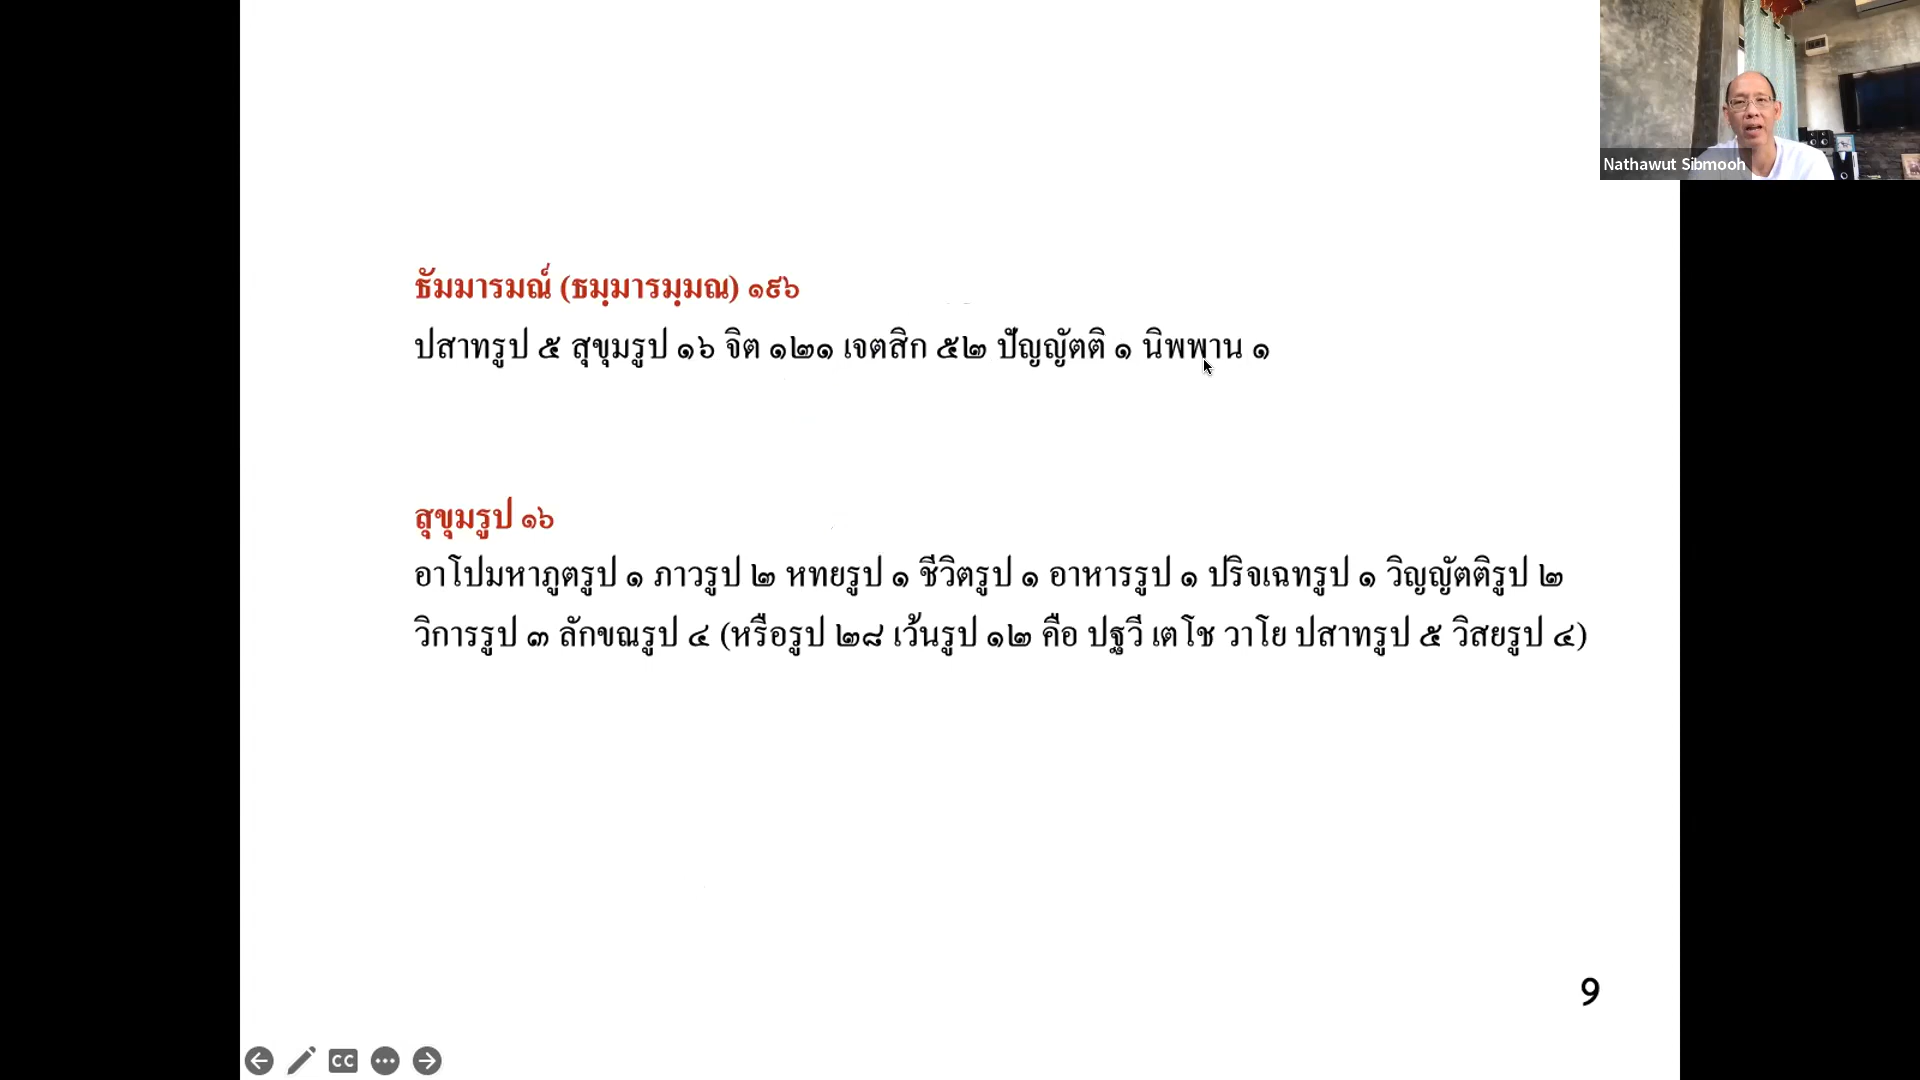 Nathawut Sibmooh
ธัมมารมณ์ (ธมฺมารมฺมณ) ๑๙๖
ปสาทรูป ๕ สุขุมรูป ๑๖ จิต ๑๒๑ เจตสิก ๕๒ ปัญญัตติ ๑ นิพพาน ๑
สุขุมรูป ๑๖
อาโปมหาภูตรูป ๑ ภาวรูป ๒ หทยรูป ๑ ชีวิตรูป ๑ อาหารรูป ๑ ปริจเฉทรูป ๑ วิญญัตติรูป ๒
วิการรูป ๓ ลักขณรูป ๔ (หรือรูป ๒๘ เว้นรูป ๑๒ คือ ปฐวี เตโช วาโย ปสาทรูป ๕ วิสยรูป ๔)
9
CC